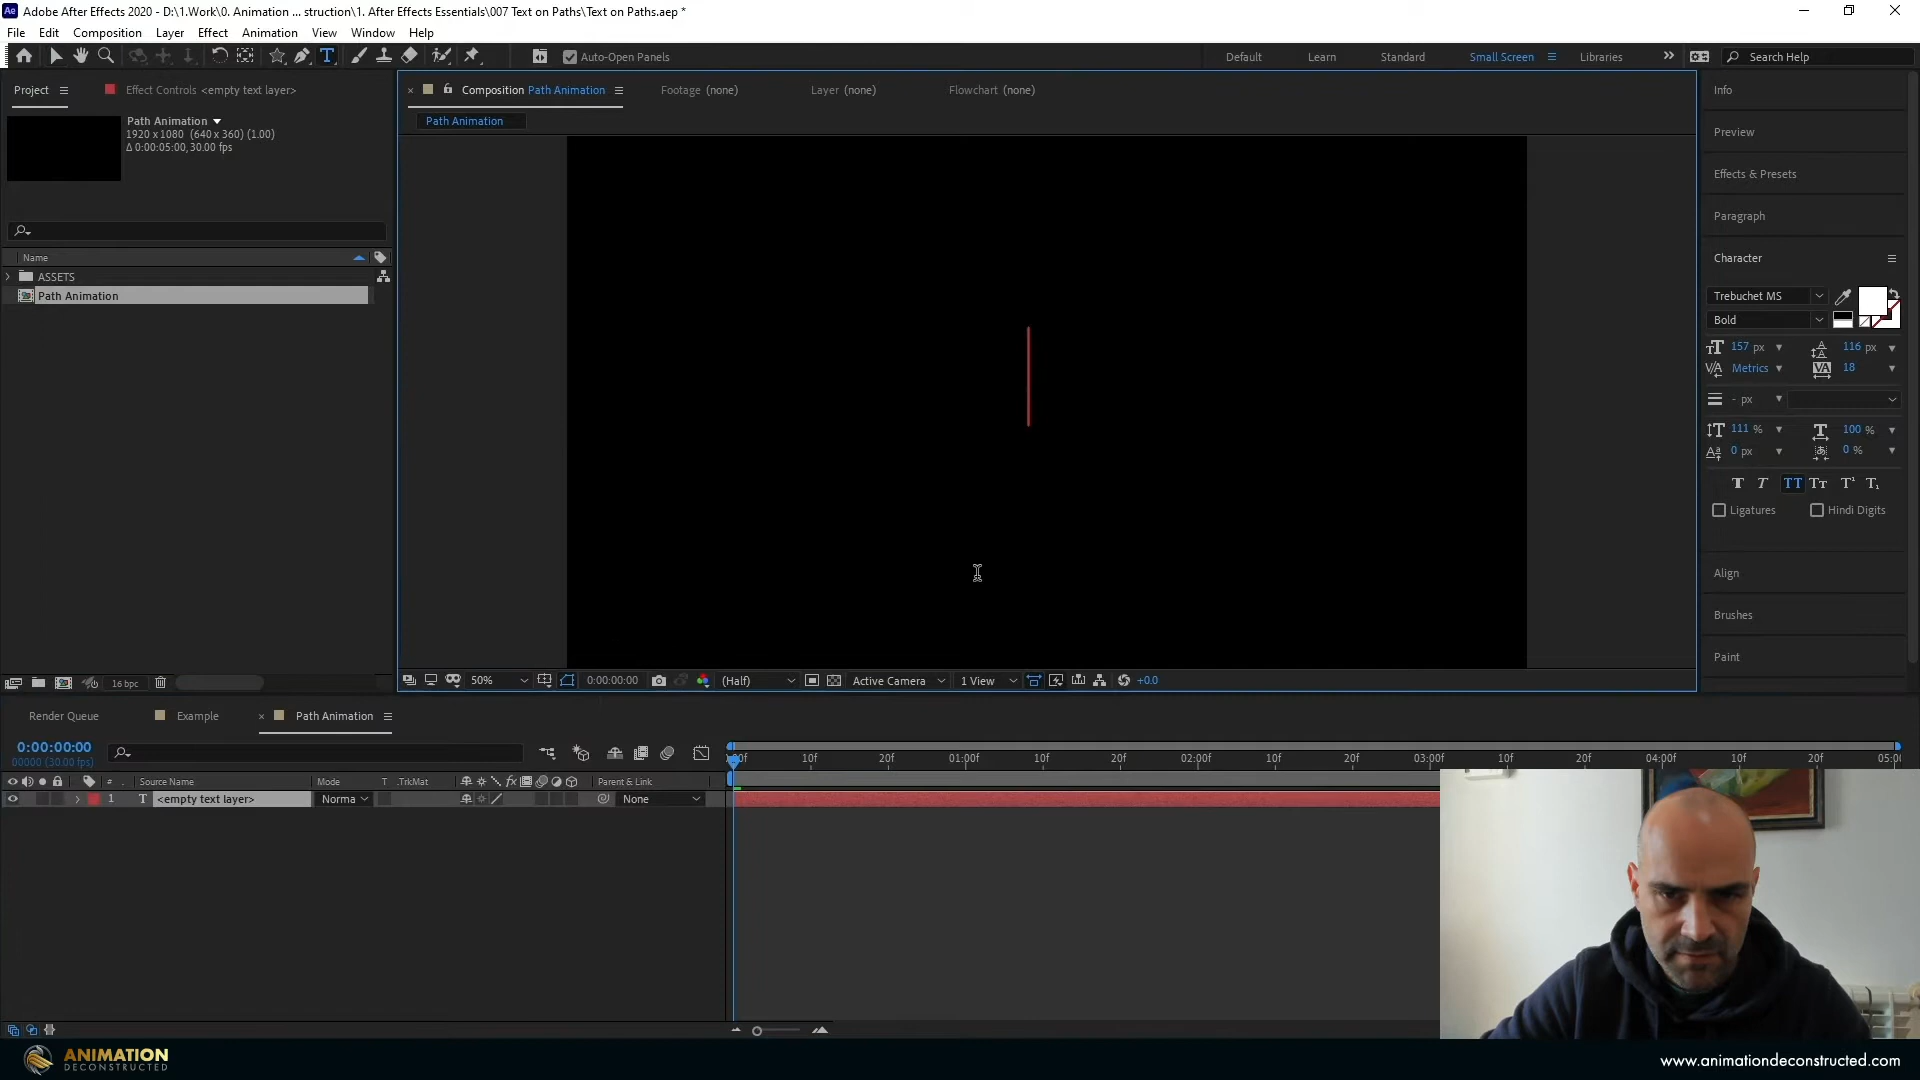 Ae Adobe After Effects 2020 - D:\1.Work\0. Animation ... struction\1. After Effects Essentials\007 Text on Paths\Text on Paths.aep *
File Edit Composition Layer Effect Animation View Window Help
Auto-Open Panels
Default Learn Standard Small Screen Libraries Search Help
Project Effect Controls <empty text layer>
Composition Path Animation Footage (none) Layer (none) Flowchart (none)
Path Animation
Path Animation
1920 x 1080 (640 x 360) (1.00)
Δ 0:00:05:00, 30.00 fps
Name
ASSETS
Path Animation
16 bpc
50% 0:00:00:00 (Half) Active Camera 1 View +0.0
Info
Preview
Effects & Presets
Paragraph
Character
Trebuchet MS
Bold
157 px 116 px
Metrics 18
- px
111 % 100 %
0 px 0 %
Ligatures Hindi Digits
Align
Brushes
Paint
Render Queue Example Path Animation
0:00:00:00
00000 (30.00 fps)
10f 20f 01:00f 10f 20f 02:00f 10f 20f 03:00f 10f 20f 04:00f 10f 20f
# Source Name Mode T .TrkMat Parent & Link
1 T <empty text layer> Norma None
ANIMATION
DECONSTRUCTED
www.animationdeconstructed.com